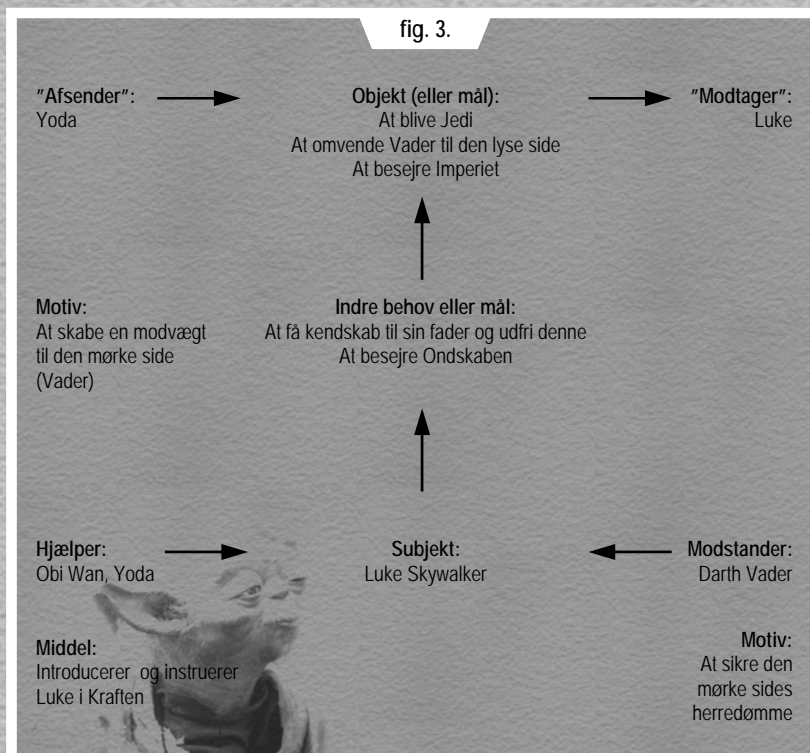 fig. 3.
"Afsender":
Yoda
Objekt (eller mål):
At blive Jedi
At omvende Vader til den lyse side
At besejre Imperiet
"Modtager":
Luke
Motiv:
At skabe en modvægt
til den mørke side
(Vader)
Indre behov eller mål:
At få kendskab til sin fader og udfri denne
At besejre Ondskaben
Hjælper:
Obi Wan, Yoda
Subjekt:
Luke Skywalker
Modstander:
Darth Vader
Middel:
Introducerer og instruerer
Luke i Kraften
Motiv:
At sikre den
mørke sides
herredømme